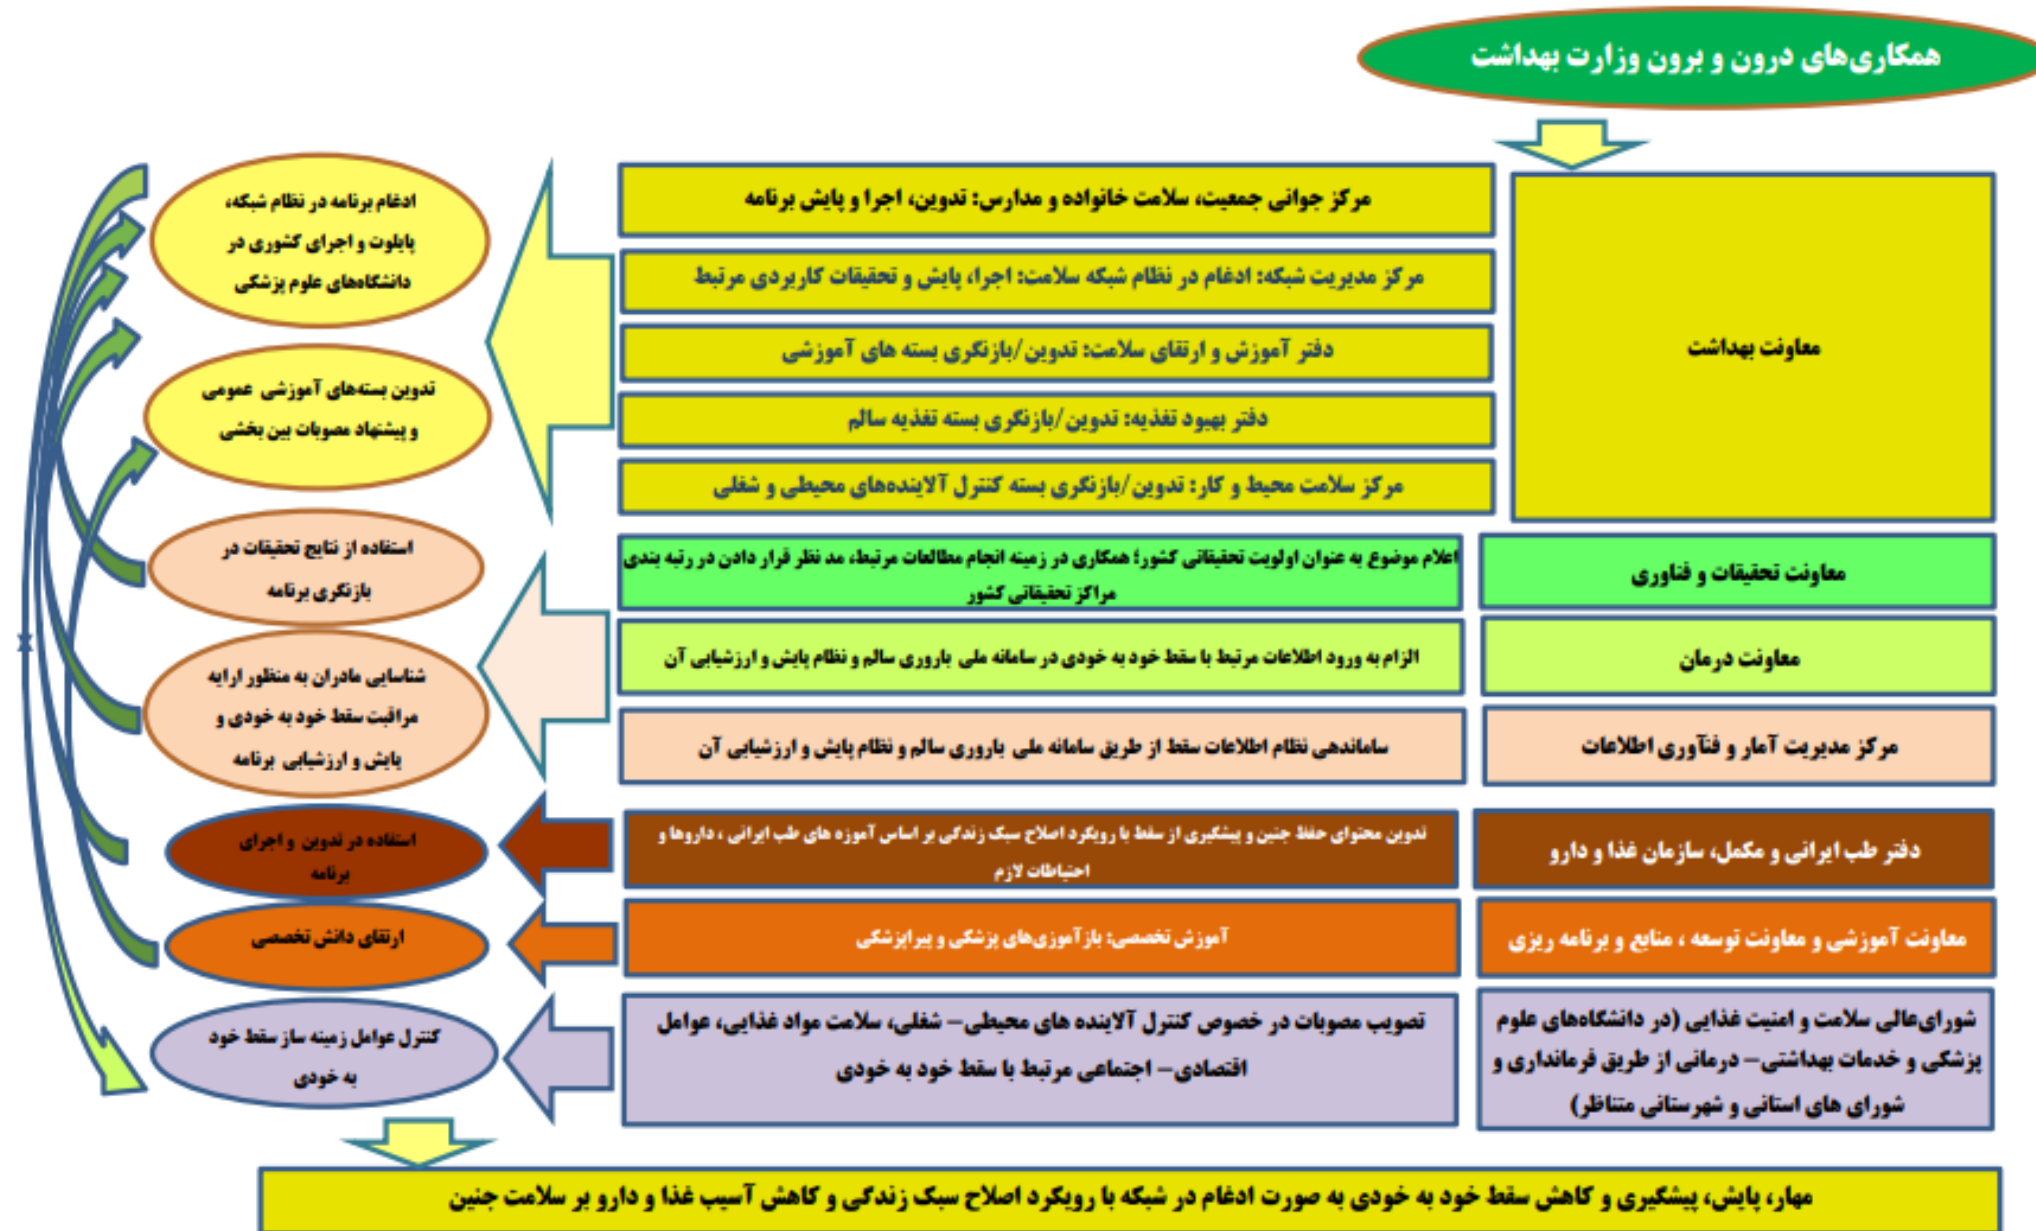 همکاری‌های درون و برون وزارت بهداشت
معاونت بهداشت
مرکز جوانی جمعیت، سلامت خانواده و مدارس: تدوین، اجرا و پایش برنامه
مرکز مدیریت شبکه: ادغام در نظام شبکه سلامت: اجرا، پایش و تحقیقات کاربردی مرتبط
دفتر آموزش و ارتقای سلامت: تدوین/بازنگری بسته های آموزشی
دفتر بهبود تغذیه: تدوین/بازنگری بسته تغذیه سالم
مرکز سلامت محیط و کار: تدوین/بازنگری بسته کنترل آلاینده‌های محیطی و شغلی
ادغام برنامه در نظام شبکه،
پایلوت و اجرای کشوری در
دانشگاه‌های علوم پزشکی
تدوین بسته‌های آموزشی عمومی
و پیشنهاد مصوبات بین بخشی
معاونت تحقیقات و فناوری
اعلام موضوع به عنوان اولویت تحقیقاتی کشور؛ همکاری در زمینه انجام مطالعات مرتبط، مد نظر قرار دادن در رتبه بندی
مراکز تحقیقاتی کشور
معاونت درمان
الزام به ورود اطلاعات مرتبط با سقط خود به خودی در سامانه ملی باروری سالم و نظام پایش و ارزشیابی آن
مرکز مدیریت آمار و فنّآوری اطلاعات
ساماندهی نظام اطلاعات سقط از طریق سامانه ملی باروری سالم و نظام پایش و ارزشیابی آن
استفاده از نتایج تحقیقات در
بازنگری برنامه
شناسایی مادران به منظور ارایه
مراقبت سقط خود به خودی و
پایش و ارزشیابی برنامه
دفتر طب ایرانی و مکمل، سازمان غذا و دارو
تدوین محتوای حفظ جنین و پیشگیری از سقط با رویکرد اصلاح سبک زندگی بر اساس آموزه های طب ایرانی ، داروها و
احتیاطات لازم
استفاده در تدوین و اجرای
برنامه
معاونت آموزشی و معاونت توسعه ، منابع و برنامه ریزی
آموزش تخصصی: بازآموزی‌های پزشکی و پیراپزشکی
ارتقای دانش تخصصی
شورای‌عالی سلامت و امنیت غذایی (در دانشگاه‌های علوم
پزشکی و خدمات بهداشتی- درمانی از طریق فرمانداری و
شورای های استانی و شهرستانی متناظر)
تصویب مصوبات در خصوص کنترل آلاینده های محیطی- شغلی، سلامت مواد غذایی، عوامل
اقتصادی- اجتماعی مرتبط با سقط خود به خودی
کنترل عوامل زمینه ساز سقط خود
به خودی
مهار، پایش، پیشگیری و کاهش سقط خود به خودی به صورت ادغام در شبکه با رویکرد اصلاح سبک زندگی و کاهش آسیب غذا و دارو بر سلامت جنین